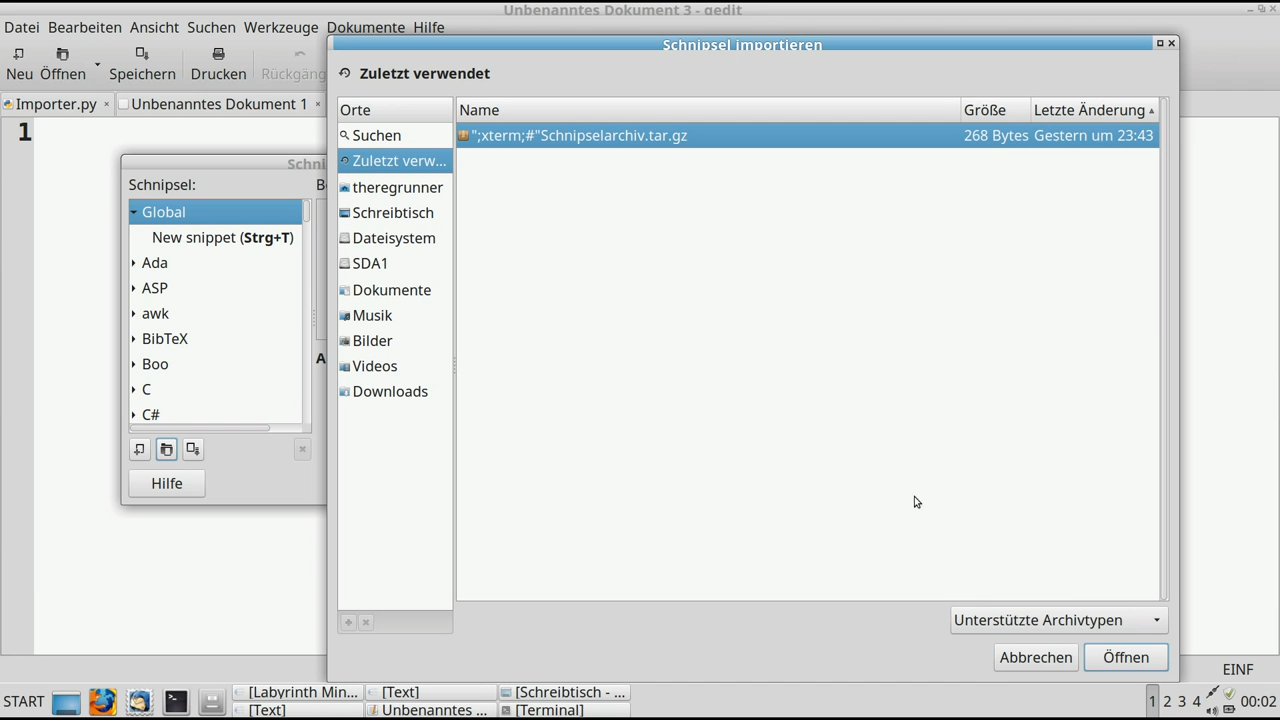 Unbenanntes Dokument 3 - gedit
Datei Bearbeiten Ansicht Suchen Werkzeuge Dokumente Hilfe
Neu Öffnen Speichern Drucken Rückgäng
Importer.py Unbenanntes Dokument 1
1
Schni
Schnipsel:
Global
New snippet (Strg+T)
Ada
ASP
awk
BibTeX
Boo
C
C#
Hilfe
Schnipsel importieren
Zuletzt verwendet
Orte
Suchen
Zuletzt verw...
theregrunner
Schreibtisch
Dateisystem
SDA1
Dokumente
Musik
Bilder
Videos
Downloads
Name Größe Letzte Änderung
";xterm;#"Schnipselarchiv.tar.gz 268 Bytes Gestern um 23:43
Unterstützte Archivtypen
Abbrechen Öffnen
EINF
START
[Labyrinth Min... [Text] [Schreibtisch - ...
[Text] Unbenanntes ... [Terminal]
1 2 3 4 00:02